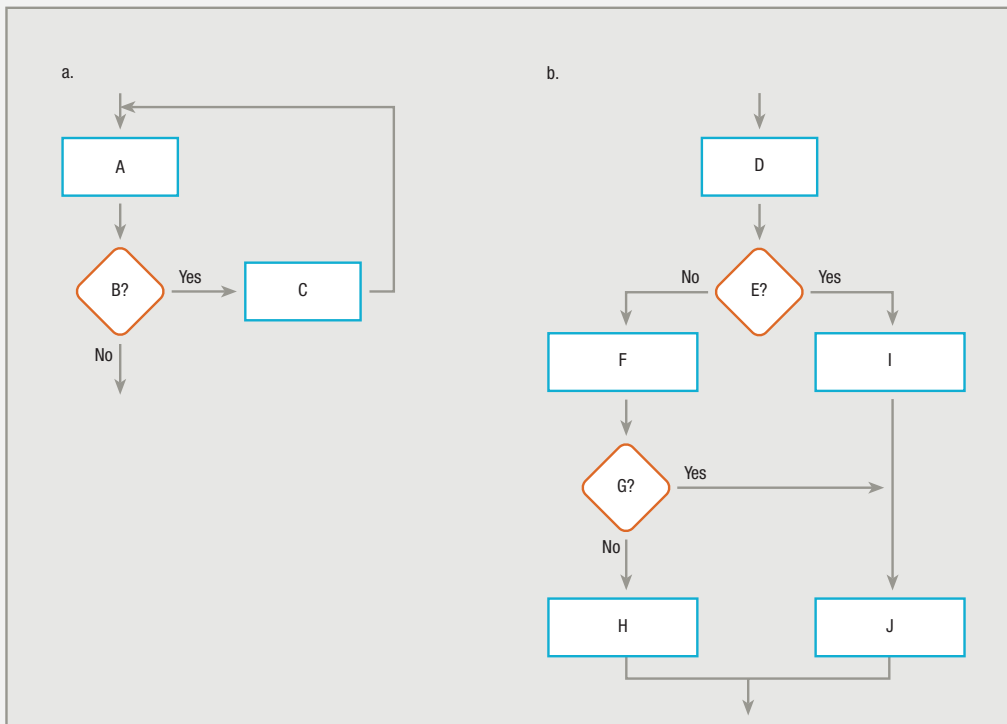 a.
A
B?
Yes
C
No
b.
D
E?
No
Yes
F
I
G?
Yes
No
H
J